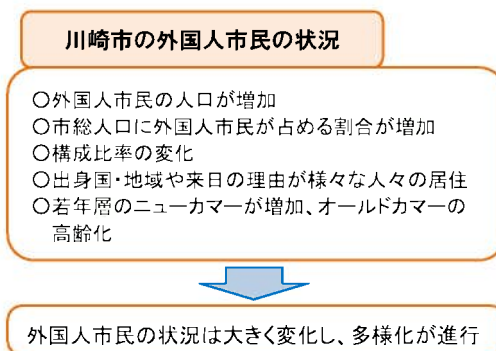 川崎市の外国人市民の状況
〇外国人市民の人口が増加
〇市総人口に外国人市民が占める割合が増加
〇構成比率の変化
〇出身国・地域や来日の理由が様々な人々の居住
〇若年層のニューカマーが増加、オールドカマーの
高齢化
外国人市民の状況は大きく変化し、多様化が進行